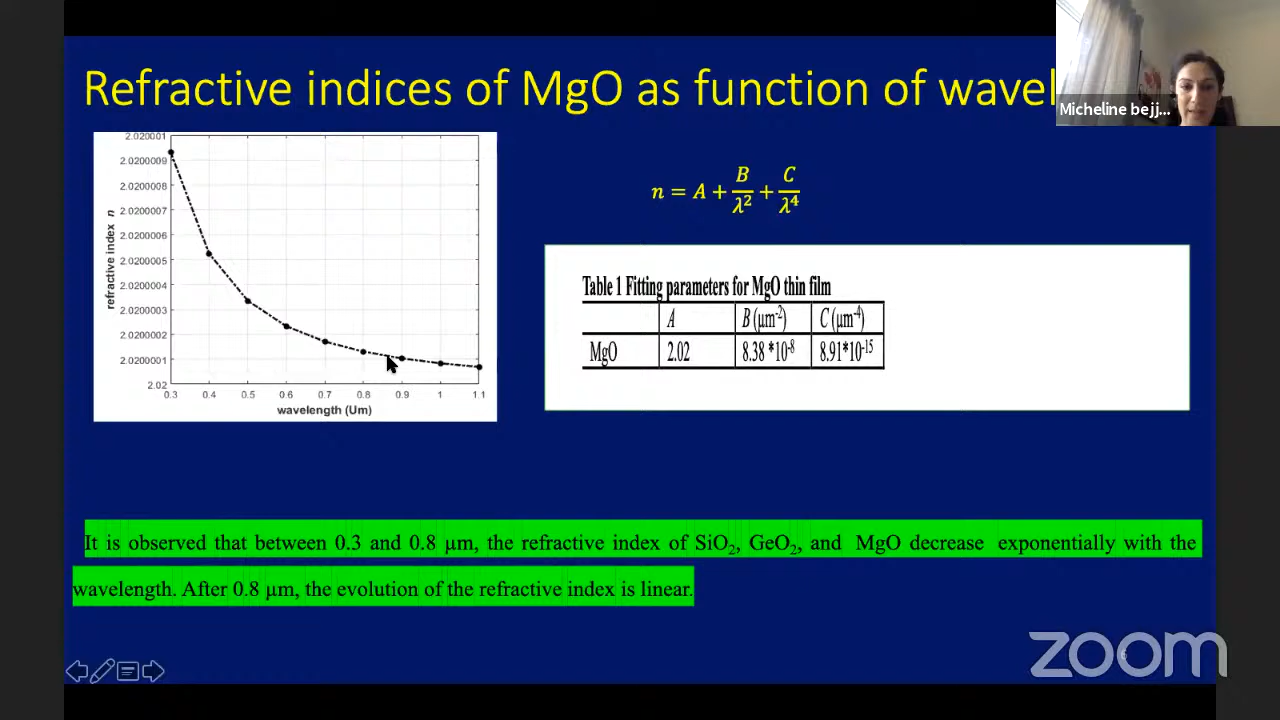 Refractive indices of MgO as function of wavel
Micheline bejj...
2.020001
2.0200009
2.0200008
2.0200007
2.0200006
2.0200005
2.0200004
2.0200003
2.0200002
2.0200001
2.02
refractive index n
0.3 0.4 0.5 0.6 0.7 0.8 0.9 1 1.1
wavelength (Um)
n = A + B/λ² + C/λ⁴
Table 1 Fitting parameters for MgO thin film
A B (μm⁻²) C (μm⁻⁴)
MgO 2.02 8.38 *10⁻⁸ 8.91*10⁻¹⁵
It is observed that between 0.3 and 0.8 μm, the refractive index of SiO₂, GeO₂, and MgO decrease exponentially with the
wavelength. After 0.8 μm, the evolution of the refractive index is linear.
zoom
6